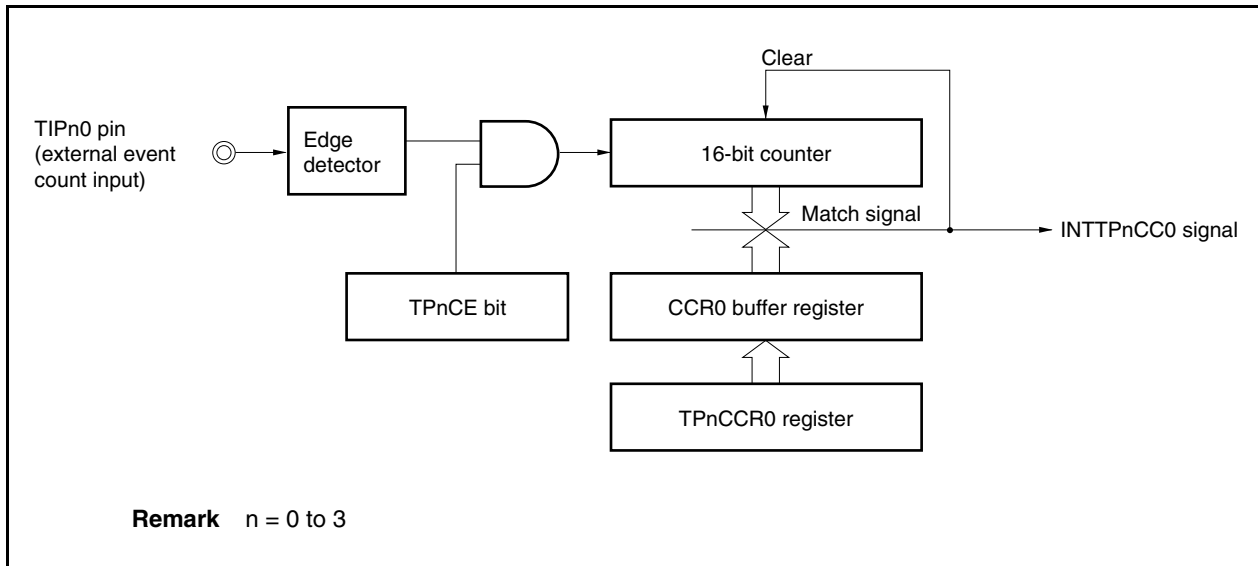 Clear
TIPn0 pin
(external event
count input)
Edge
detector
16-bit counter
Match signal
INTTPnCC0 signal
TPnCE bit
CCR0 buffer register
TPnCCR0 register
Remark n = 0 to 3